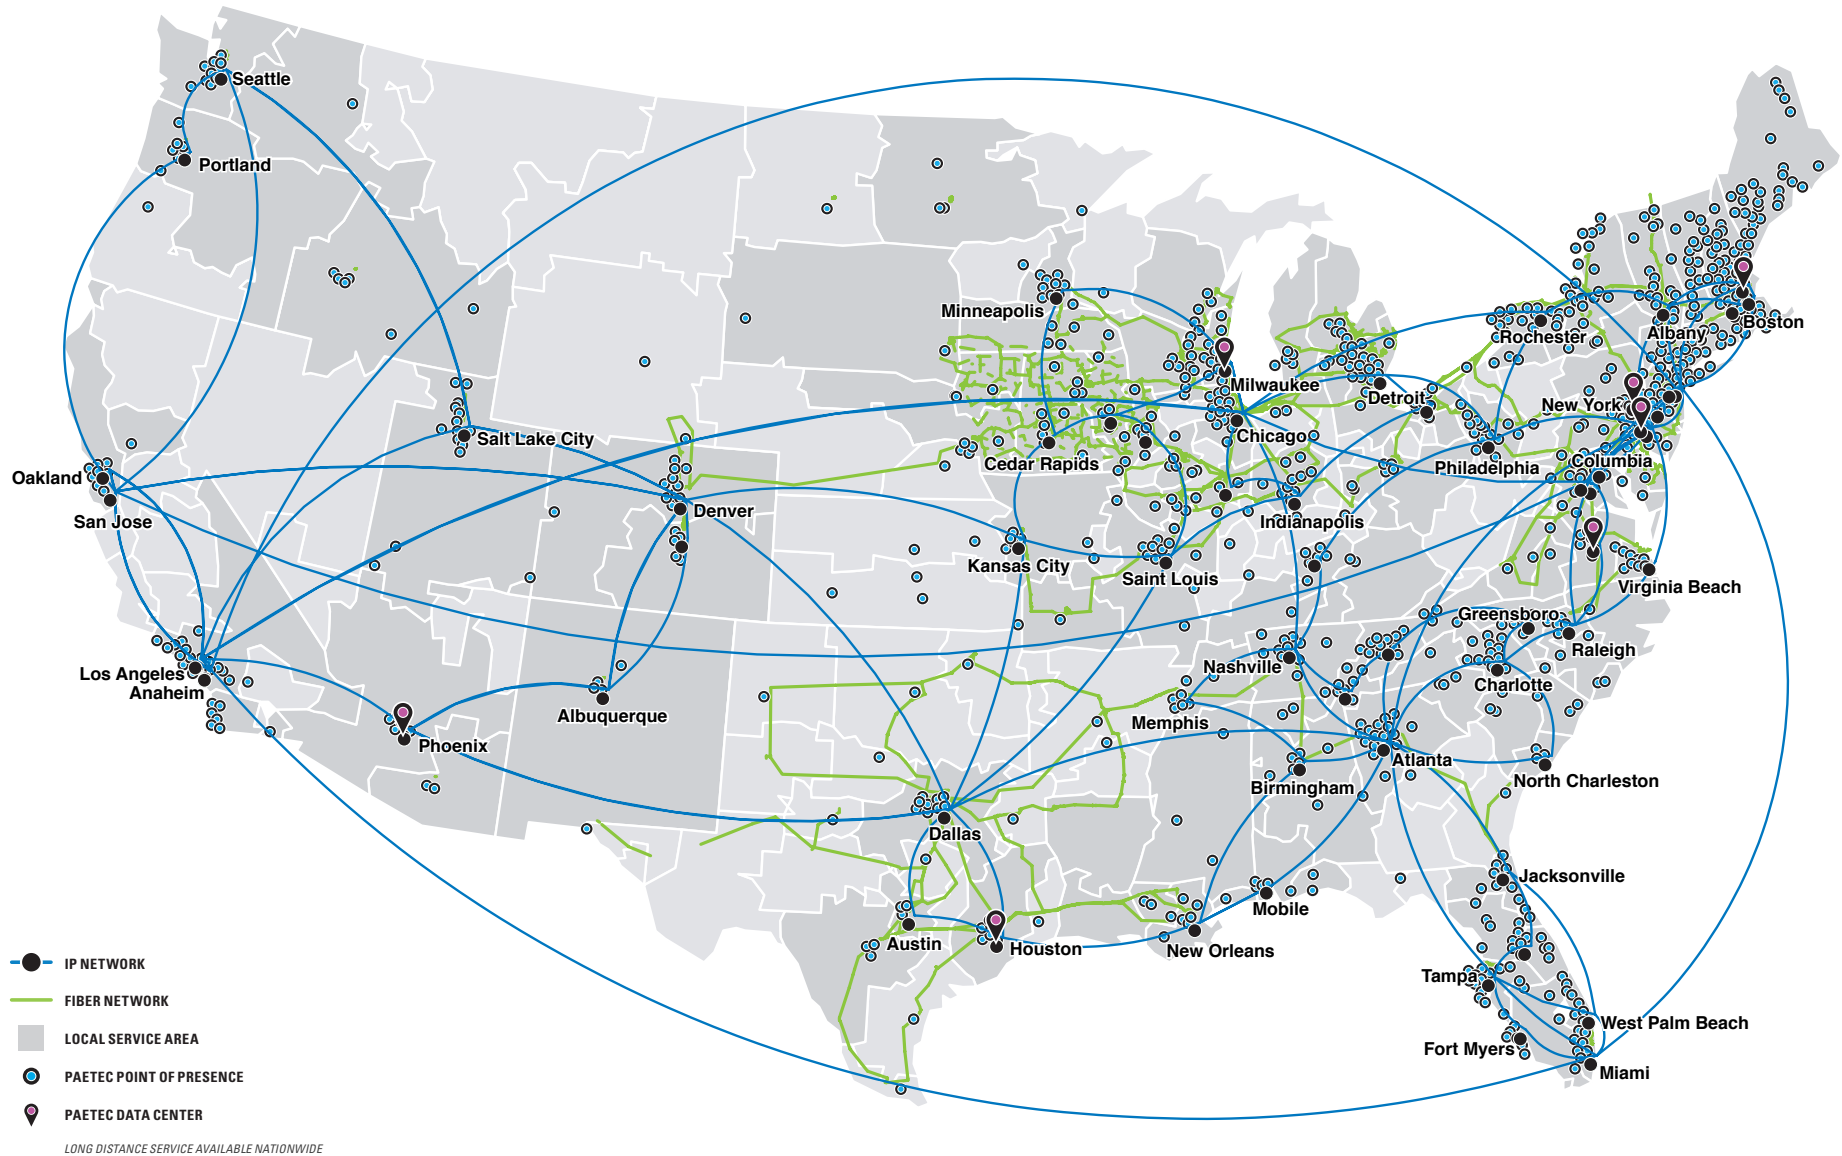 Seattle
Portland
Minneapolis
Boston
Albany
Rochester
Milwaukee
Detroit
New York
Chicago
Salt Lake City
Cedar Rapids
Philadelphia
Columbia
Oakland
San Jose
Denver
Indianapolis
Kansas City
Saint Louis
Virginia Beach
Greensboro
Raleigh
Nashville
Los Angeles
Anaheim
Charlotte
Albuquerque
Memphis
Phoenix
Atlanta
North Charleston
Birmingham
Dallas
Jacksonville
Mobile
Austin
Houston
New Orleans
Tampa
West Palm Beach
Fort Myers
Miami
IP NETWORK
FIBER NETWORK
LOCAL SERVICE AREA
PAETEC POINT OF PRESENCE
PAETEC DATA CENTER
LONG DISTANCE SERVICE AVAILABLE NATIONWIDE